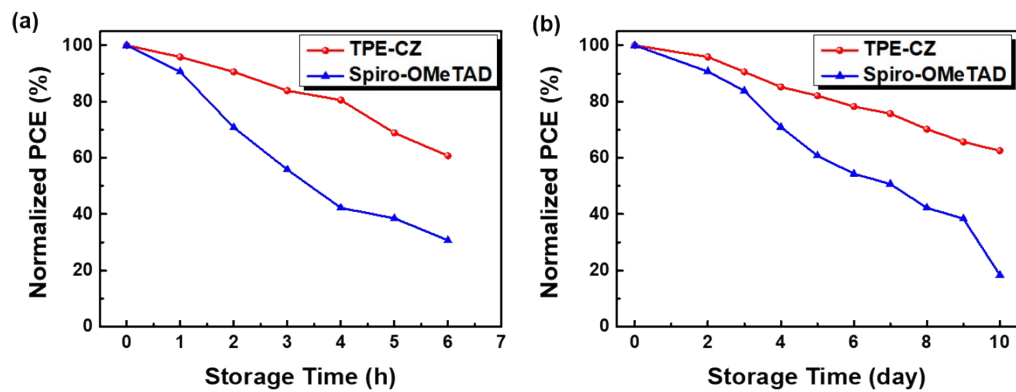 (a)
Normalized PCE (%)
100
80
60
40
20
0
TPE-CZ
Spiro-OMeTAD
0 1 2 3 4 5 6 7
Storage Time (h)
(b)
Normalized PCE (%)
100
80
60
40
20
0
TPE-CZ
Spiro-OMeTAD
0 2 4 6 8 10
Storage Time (day)